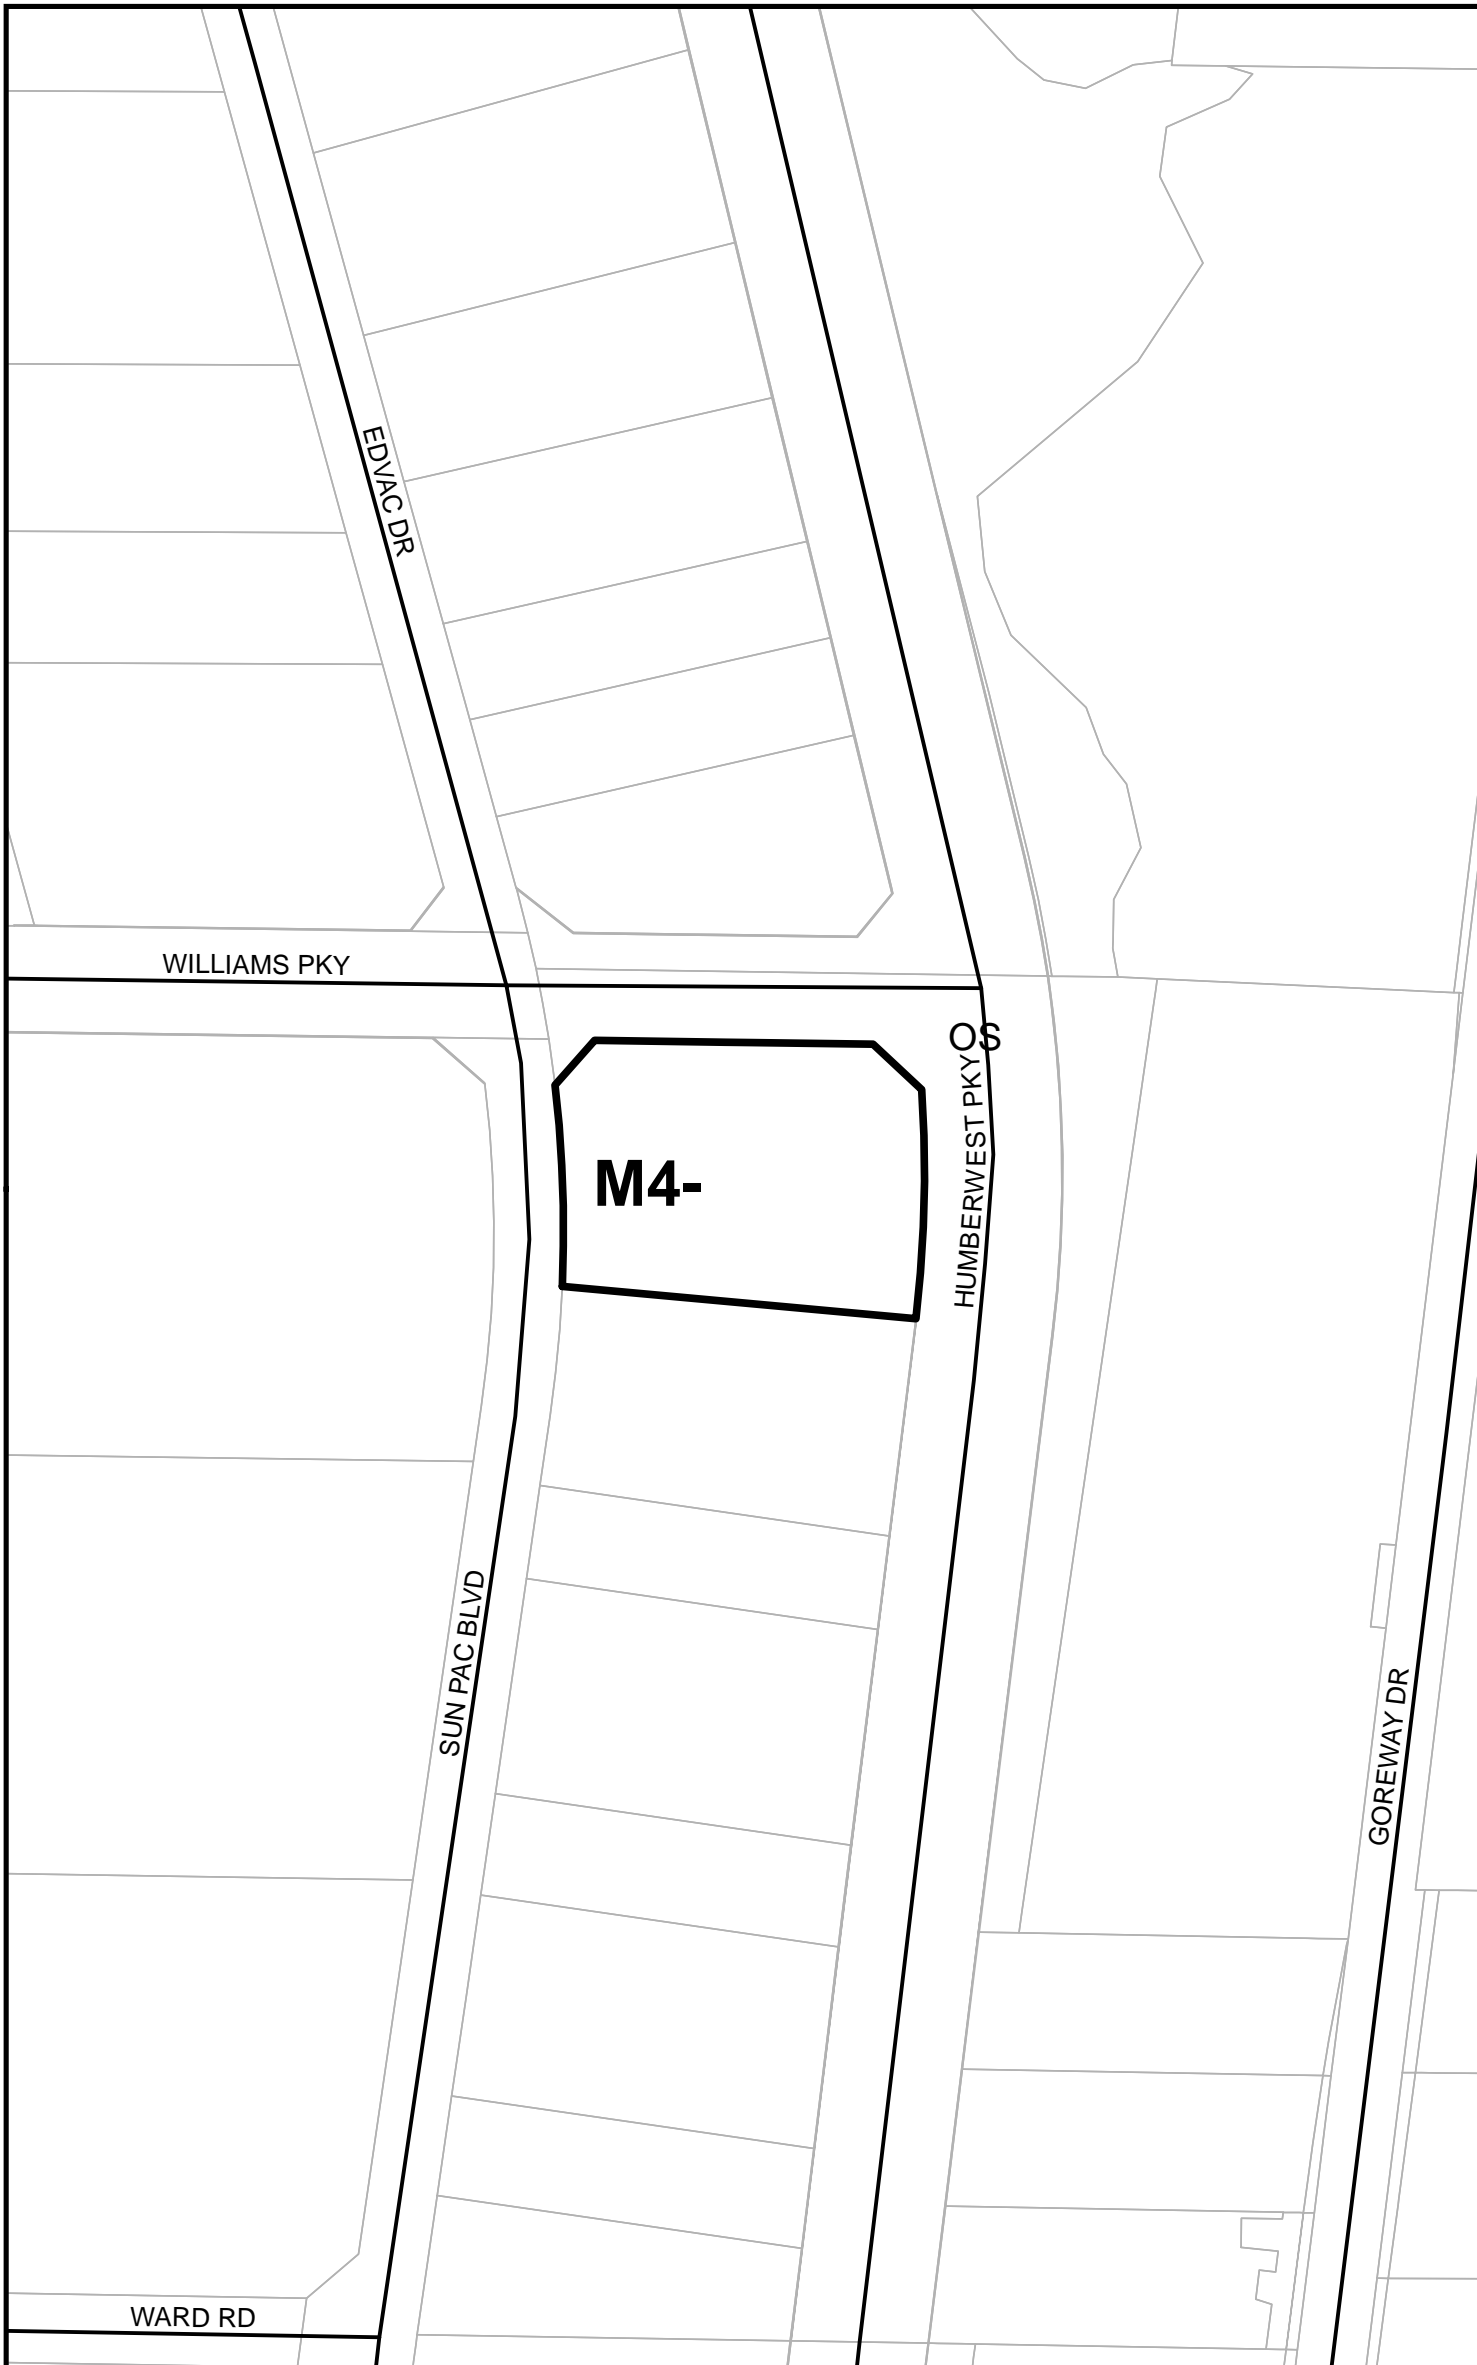 EDVAC DR
WILLIAMS PKY
OS
HUMBERWEST PKY
M4-
SUN PAC BLVD
GOREWAY DR
WARD RD